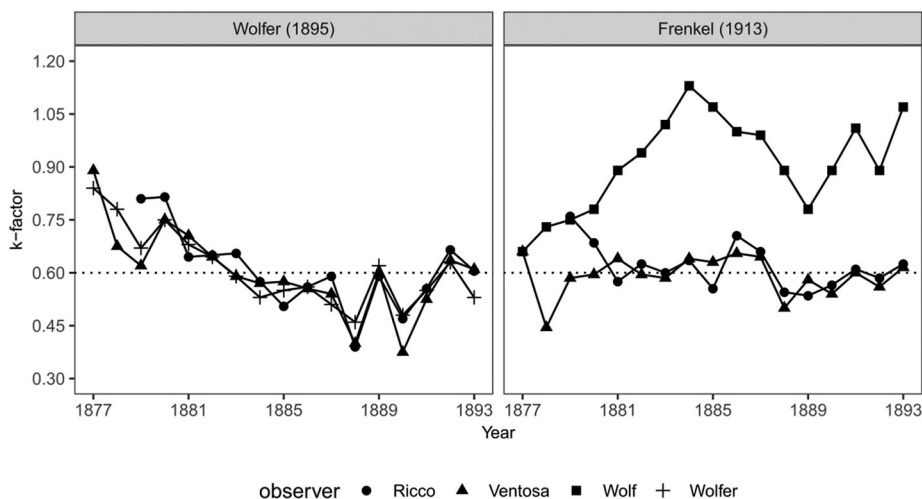 Wolfer (1895)
Frenkel (1913)
k-factor
1.20
1.05
0.90
0.75
0.60
0.45
0.30
1877 1881 1885 1889 1893
1877 1881 1885 1889 1893
Year
observer Ricco Ventosa Wolf Wolfer